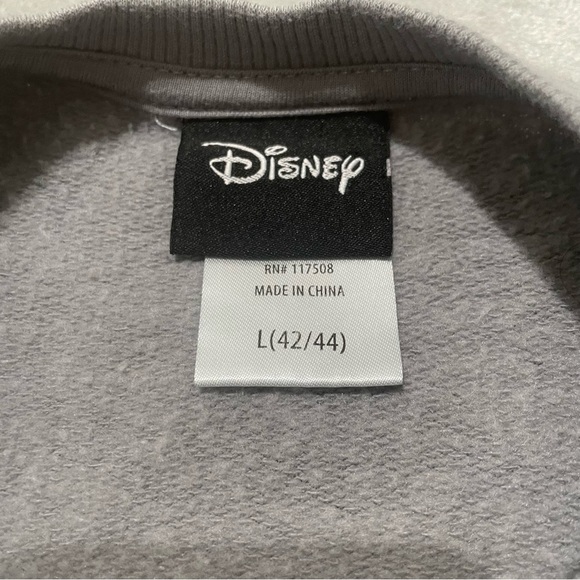 Disney
RN# 117508
MADE IN CHINA
L(42/44)